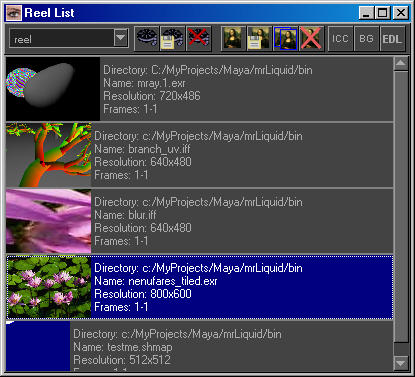 Reel List
reel
ICC
BG
EDL
Directory: C:/MyProjects/Maya/mrLiquid/bin
Name: mray.1.exr
Resolution: 720x486
Frames: 1-1
Directory: c:/MyProjects/Maya/mrLiquid/bin
Name: branch_uv.iff
Resolution: 640x480
Frames: 1-1
Directory: c:/MyProjects/Maya/mrLiquid/bin
Name: blur.iff
Resolution: 640x480
Frames: 1-1
Directory: c:/MyProjects/Maya/mrLiquid/bin
Name: nenufares_tiled.exr
Resolution: 800x600
Frames: 1-1
Directory: c:/MyProjects/Maya/mrLiquid/bin
Name: testme.shmap
Resolution: 512x512
Frames: 1-1